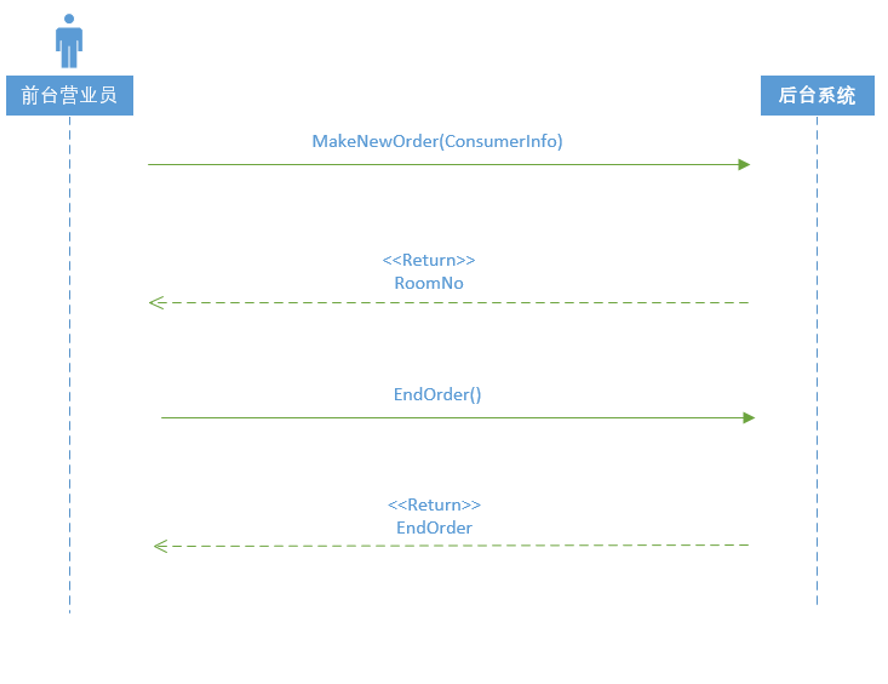 前台营业员
后台系统
MakeNewOrder(ConsumerInfo)
<<Return>>
RoomNo
EndOrder()
<<Return>>
EndOrder